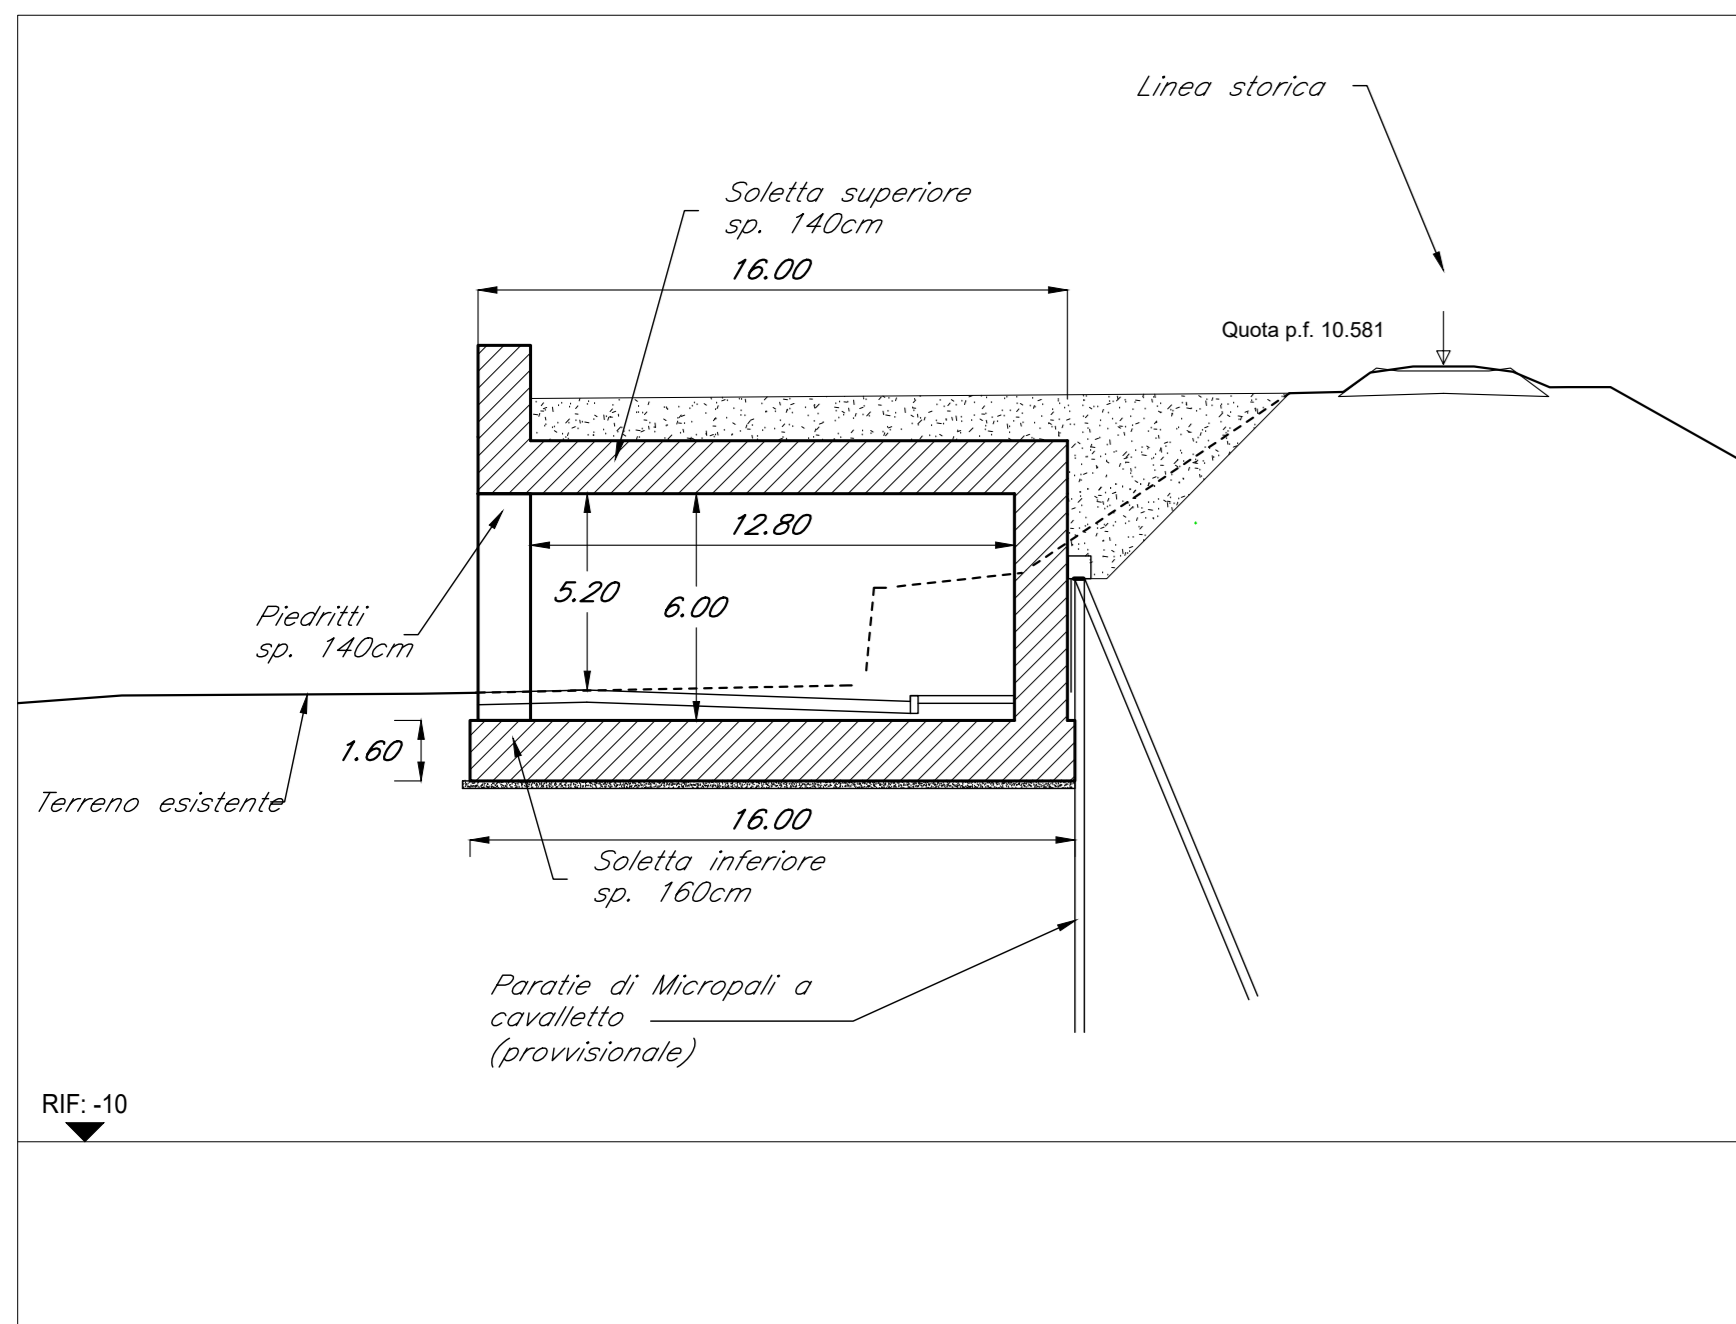 Linea storica
Soletta superiore
sp. 140cm
16.00
Quota p.f. 10.581
12.80
5.20
6.00
Piedritti
sp. 140cm
1.60
Terreno esistente
16.00
Soletta inferiore
sp. 160cm
Paratie di Micropali a
cavalletto
(provvisionale)
RIF: -10